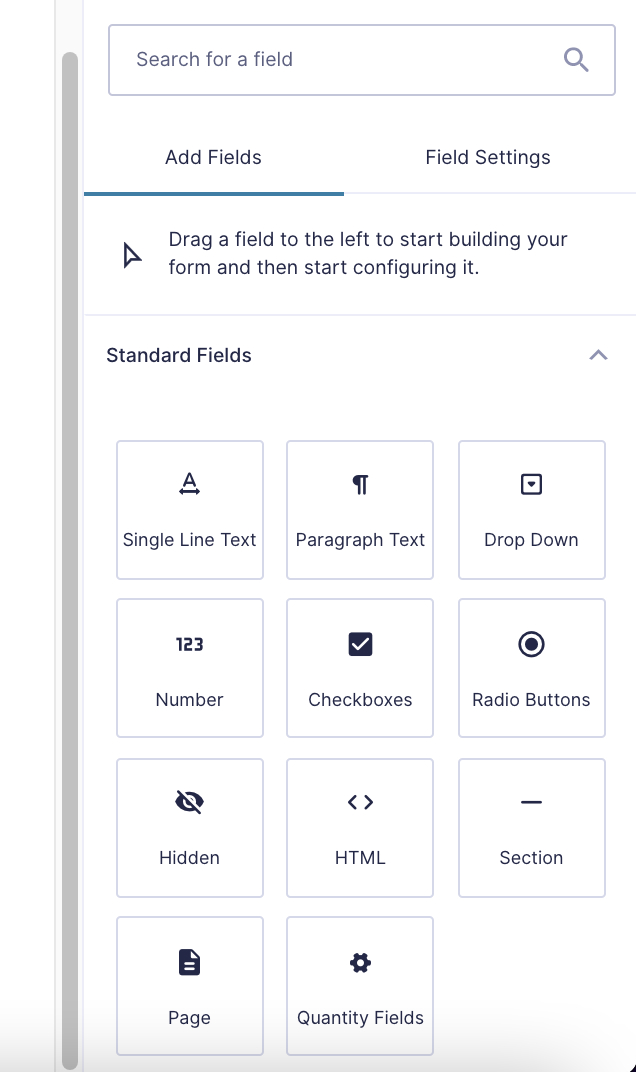 Search for a field
Add Fields
Field Settings
Drag a field to the left to start building your
form and then start configuring it.
Standard Fields
Single Line Text
Paragraph Text
Drop Down
123
Number
Checkboxes
Radio Buttons
Hidden
HTML
Section
Page
Quantity Fields